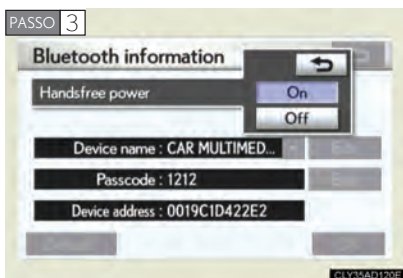 PASSO 3
Bluetooth information
Handsfree power
On
Off
Device name : CAR MULTIMED...
Passcode : 1212
Device address : 0019C1D422E2
CLY35AD120E